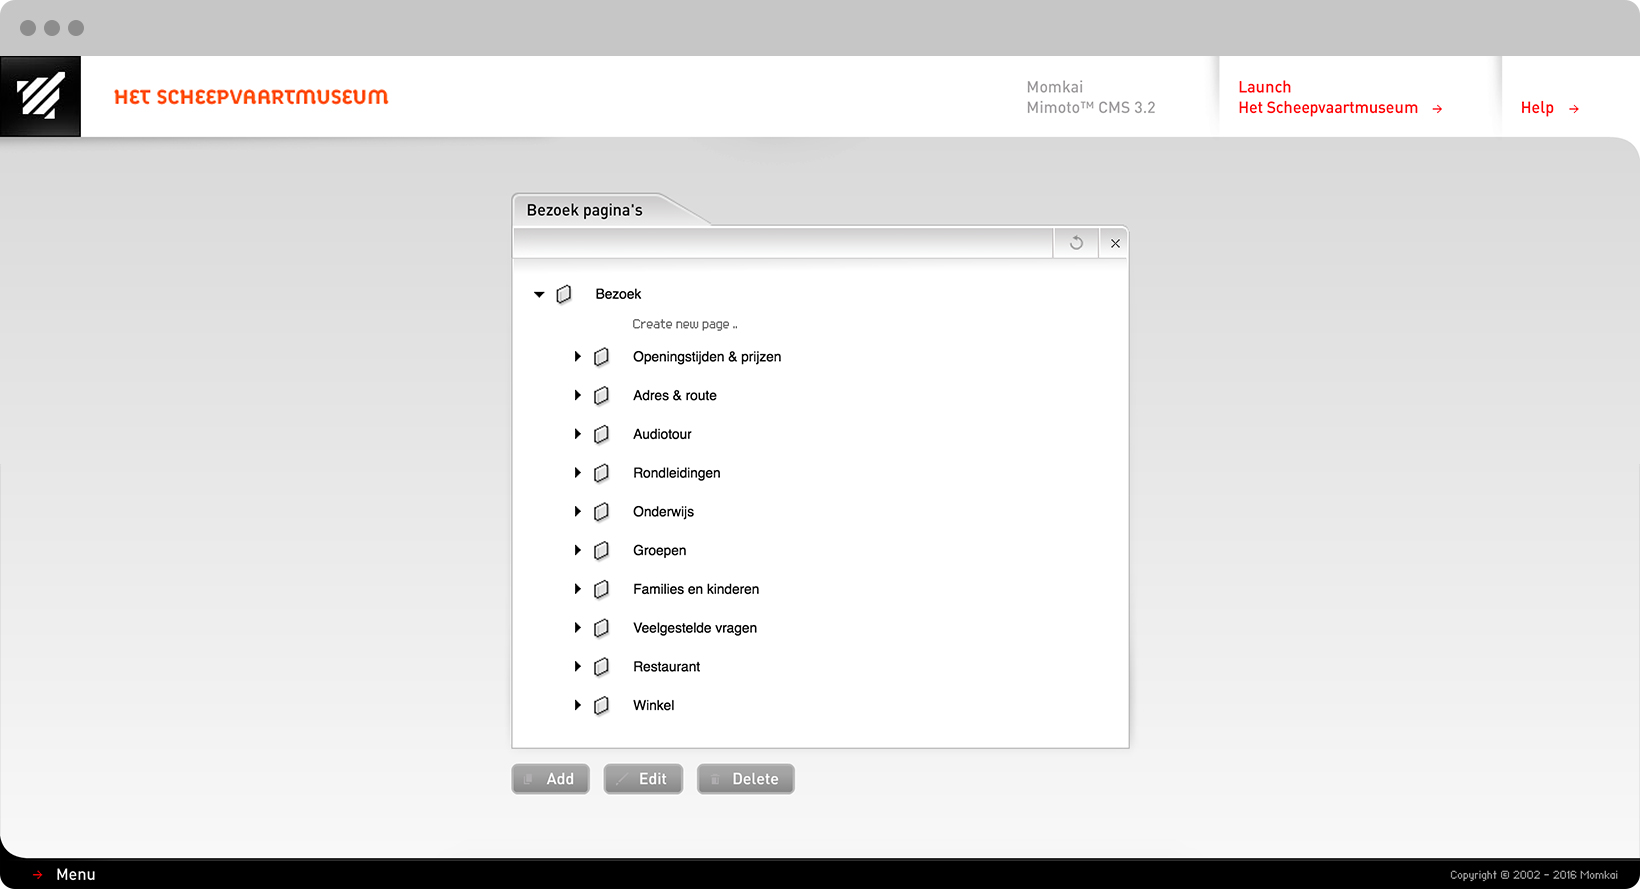 HET SCHEEPVAARTMUSEUM
Momkai
Mimoto™ CMS 3.2
Launch
Het Scheepvaartmuseum →
Help →
Bezoek pagina's
Bezoek
Create new page ..
Openingstijden & prijzen
Adres & route
Audiotour
Rondleidingen
Onderwijs
Groepen
Families en kinderen
Veelgestelde vragen
Restaurant
Winkel
Add
Edit
Delete
→ Menu
Copyright © 2002 - 2016 Momkai